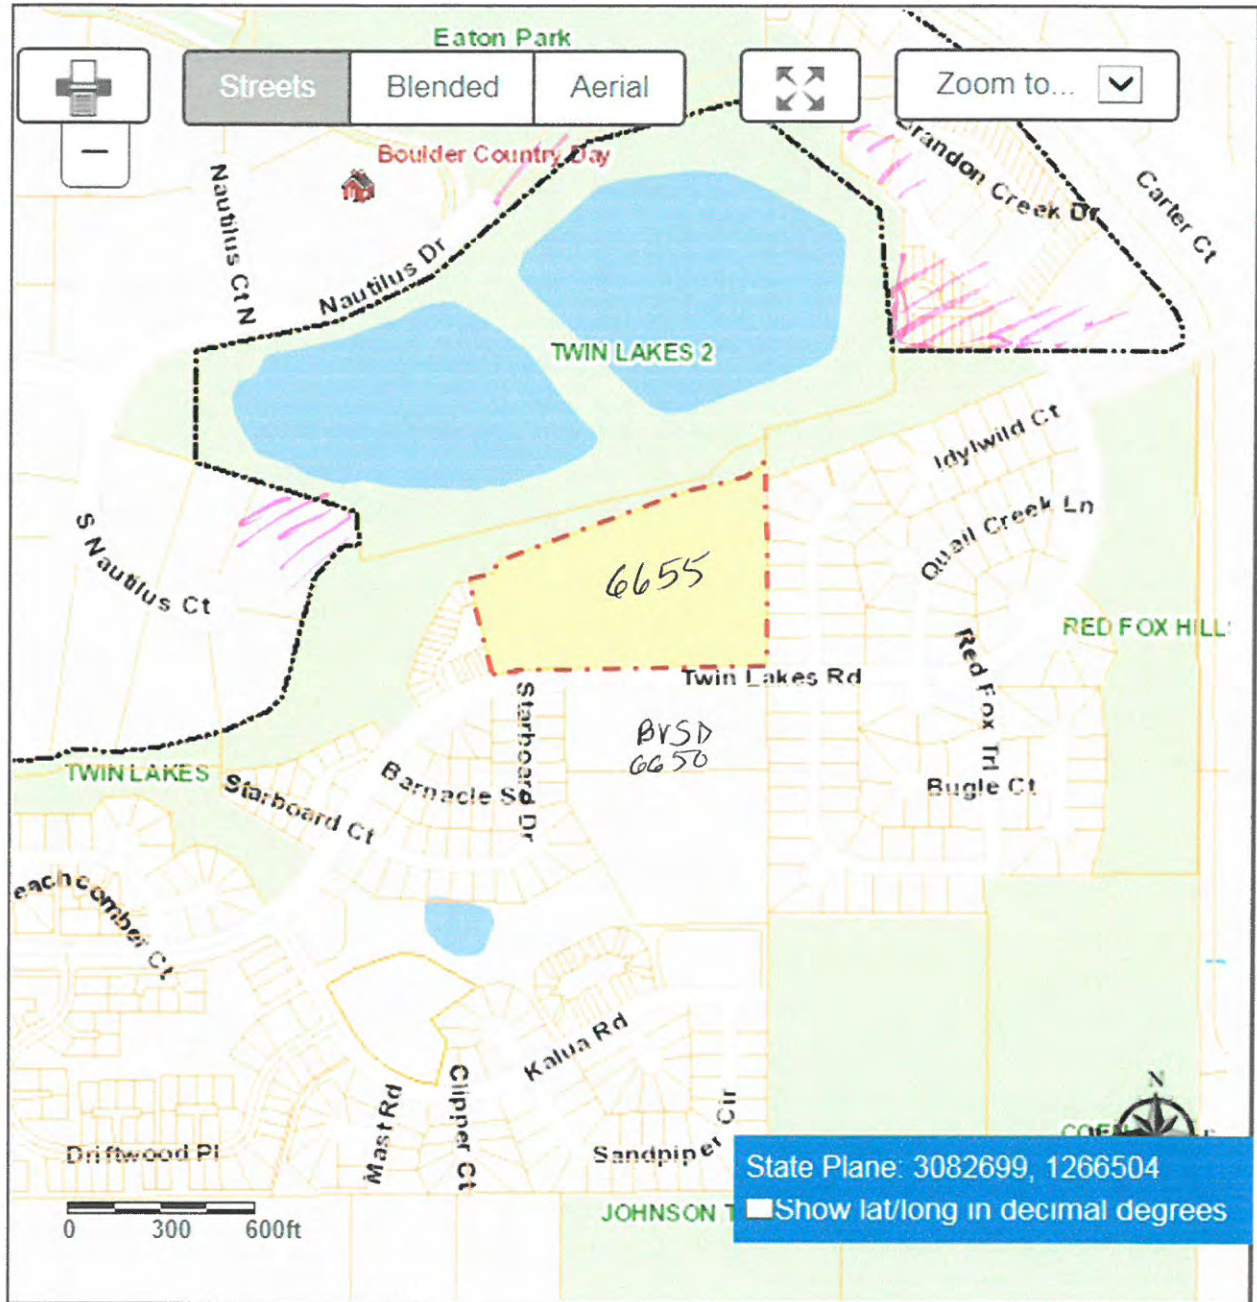 Eaton Park
Streets
Blended
Aerial
Zoom to...
Boulder Country Day
Brandon Creek Dr
Carter Ct
Nautilus Ct N
Nautilus Dr
TWIN LAKES 2
Idylwild Ct
Quail Creek Ln
S Nautilus Ct
6655
RED FOX HILL
Red Fox Trl
Twin Lakes Rd
Starboard Dr
BVSD
6650
TWIN LAKES
Barnacle S
Bugle Ct
Starboard Ct
eachcomber Ct
Kalua Rd
Mast Rd
Clipper Ct
N
Driftwood Pl
Sandpiper Cir
State Plane: 3082699, 1266504
Show lat/long in decimal degrees
JOHNSON T
0 300 600ft